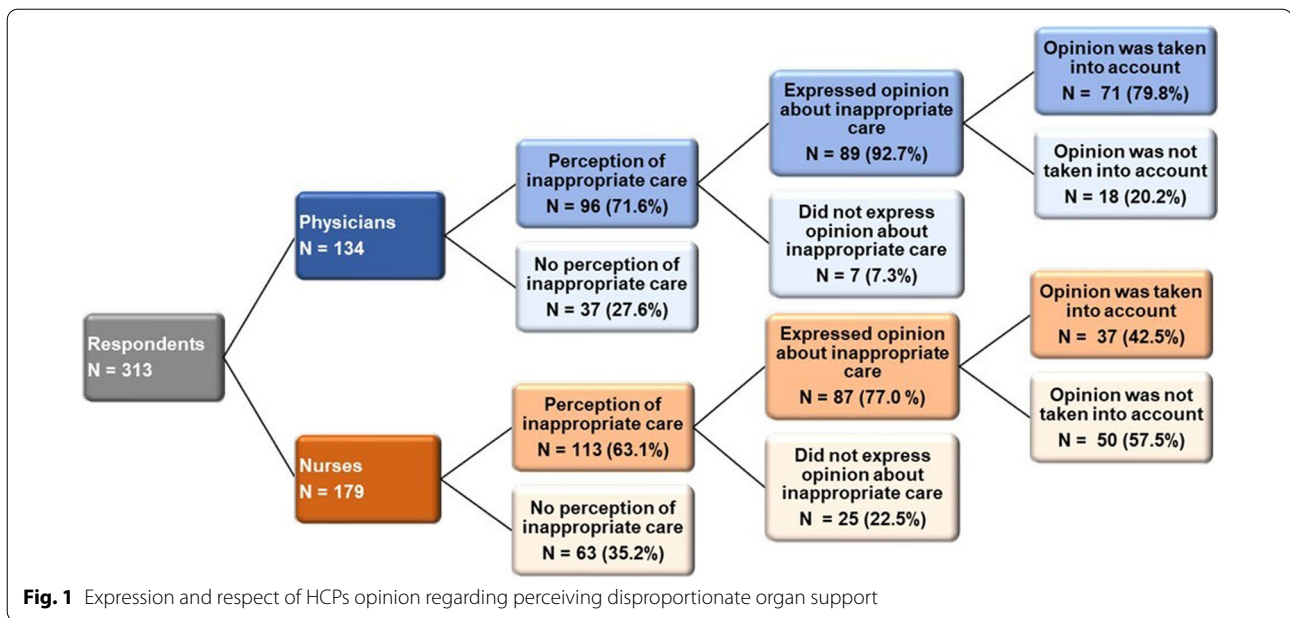 Respondents
N = 313
Physicians
N = 134
Nurses
N = 179
Perception of
inappropriate care
N = 96 (71.6%)
No perception of
inappropriate care
N = 37 (27.6%)
Perception of
inappropriate care
N = 113 (63.1%)
No perception of
inappropriate care
N = 63 (35.2%)
Expressed opinion
about inappropriate
care
N = 89 (92.7%)
Did not express
opinion about
inappropriate care
N = 7 (7.3%)
Expressed opinion
about inappropriate
care
N = 87 (77.0 %)
Did not express
opinion about
inappropriate care
N = 25 (22.5%)
Opinion was taken
into account
N = 71 (79.8%)
Opinion was not
taken into account
N = 18 (20.2%)
Opinion was taken
into account
N = 37 (42.5%)
Opinion was not
taken into account
N = 50 (57.5%)
Fig. 1 Expression and respect of HCPs opinion regarding perceiving disproportionate organ support